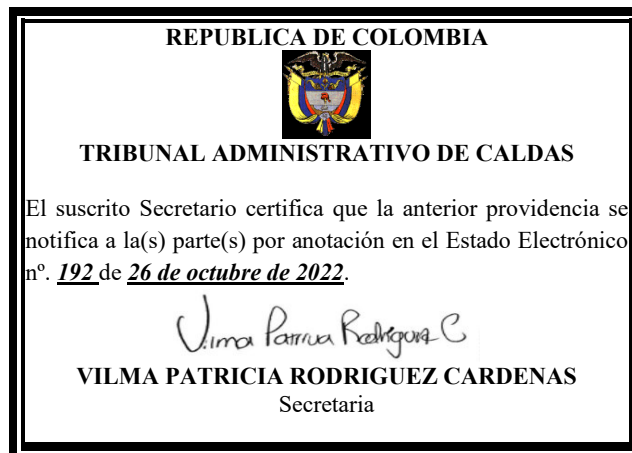 REPUBLICA DE COLOMBIA
TRIBUNAL ADMINISTRATIVO DE CALDAS
El suscrito Secretario certifica que la anterior providencia se
notifica a la(s) parte(s) por anotación en el Estado Electrónico
nº. 192 de 26 de octubre de 2022.
Vilma Patricia Rodríguez C
VILMA PATRICIA RODRIGUEZ CARDENAS
Secretaria